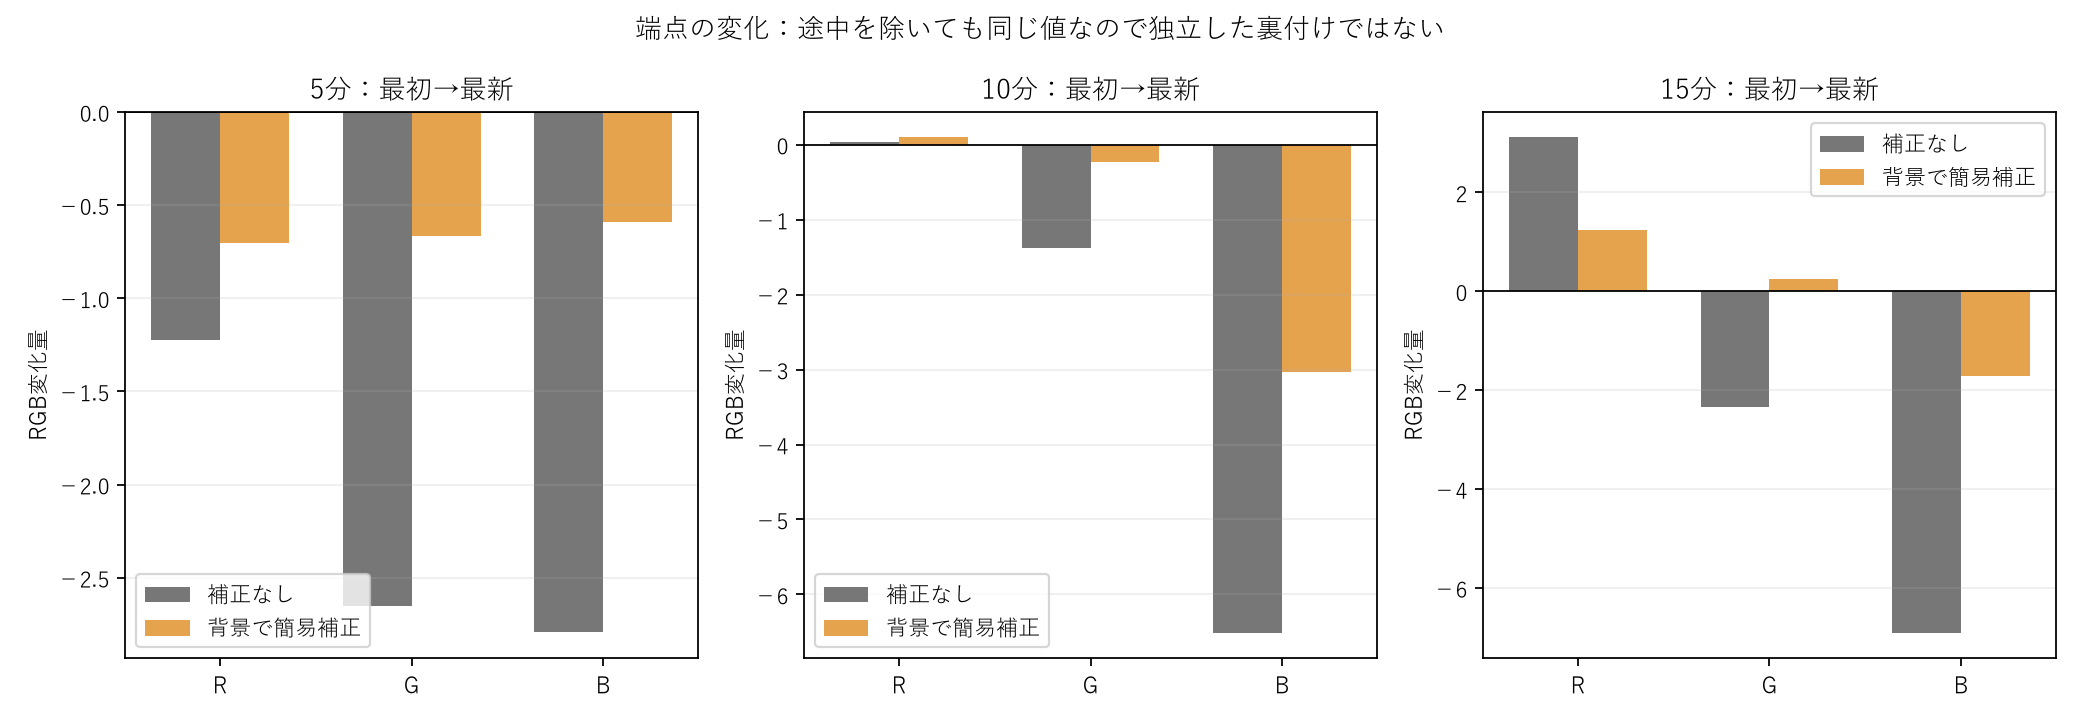 端点の変化：途中を除いても同じ値なので独立した裏付けではない
5分：最初→最新
RGB変化量
0.0
−0.5
−1.0
−1.5
−2.0
−2.5
補正なし
背景で簡易補正
R G B
10分：最初→最新
RGB変化量
0
−1
−2
−3
−4
−5
−6
補正なし
背景で簡易補正
R G B
15分：最初→最新
RGB変化量
2
0
−2
−4
−6
補正なし
背景で簡易補正
R G B